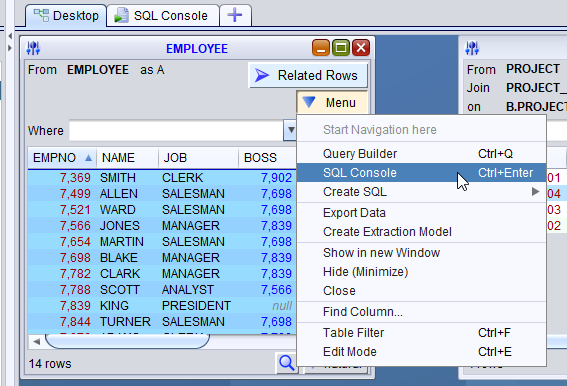 Desktop SQL Console
EMPLOYEE
From EMPLOYEE as A
Related Rows
Menu
Where
EMPNO NAME JOB BOSS
7,369 SMITH CLERK 7,902
7,499 ALLEN SALESMAN 7,698
7,521 WARD SALESMAN 7,698
7,566 JONES MANAGER 7,839
7,654 MARTIN SALESMAN 7,698
7,698 BLAKE MANAGER 7,839
7,782 CLARK MANAGER 7,839
7,788 SCOTT ANALYST 7,566
7,839 KING PRESIDENT null
7,844 TURNER SALESMAN 7,698
14 rows
Start Navigation here
Query Builder Ctrl+Q
SQL Console Ctrl+Enter
Create SQL
Export Data
Create Extraction Model
Show in new Window
Hide (Minimize)
Close
Find Column...
Table Filter Ctrl+F
Edit Mode Ctrl+E
From PROJECT
Join PROJECT_
on B.PROJEC
01
04
03
02